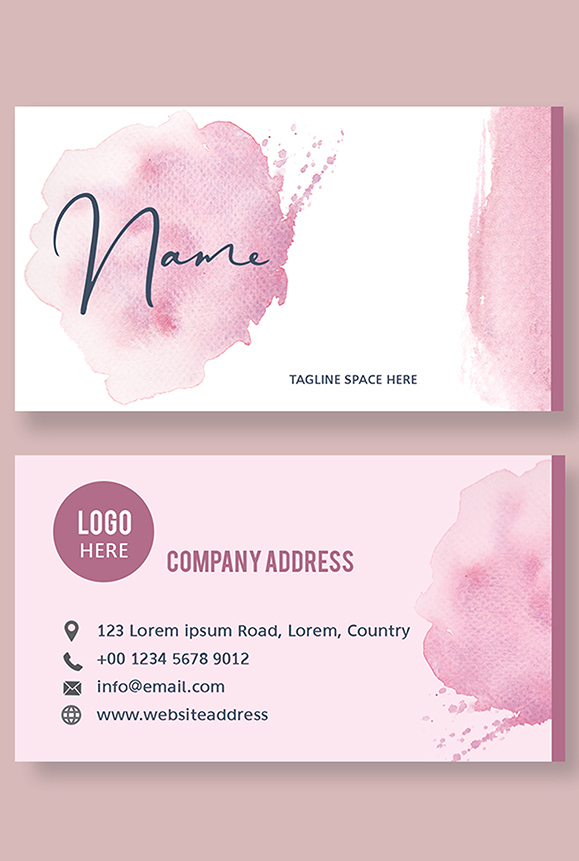 Name
TAGLINE SPACE HERE
LOGO
HERE
COMPANY ADDRESS
123 Lorem ipsum Road, Lorem, Country
+00 1234 5678 9012
info@email.com
www.websiteaddress